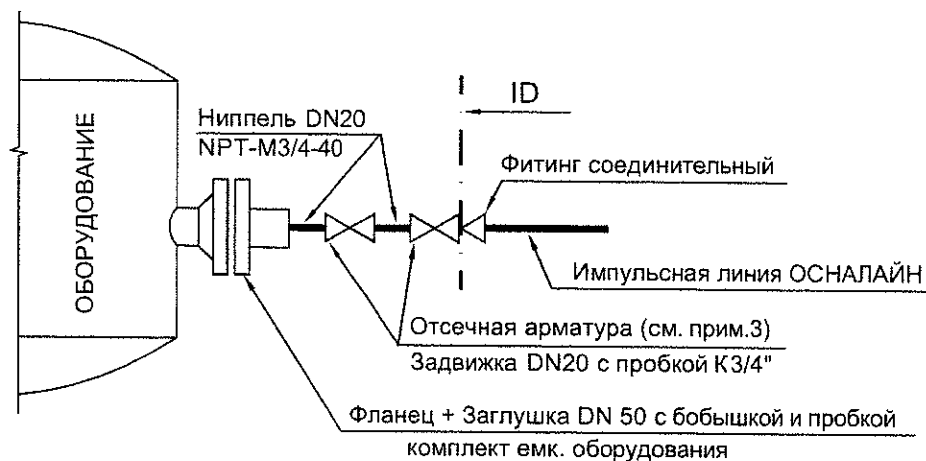 ОБОРУДОВАНИЕ
ID
Ниппель DN20
NPT-M3/4-40
Фитинг соединительный
Импульсная линия ОСНАЛАЙН
Отсечная арматура (см. прим.3)
Задвижка DN20 с пробкой К3/4"
Фланец + Заглушка DN 50 с бобышкой и пробкой
комплект емк. оборудования